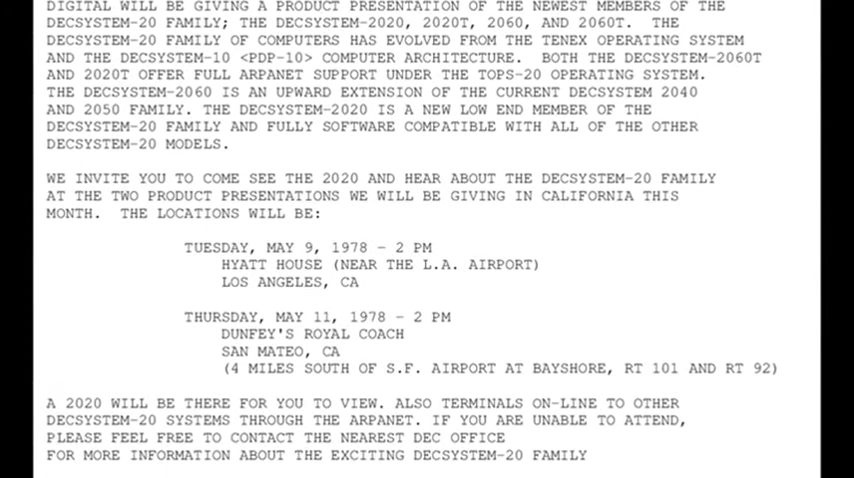 DIGITAL WILL BE GIVING A PRODUCT PRESENTATION OF THE NEWEST MEMBERS OF THE
DECSYSTEM-20 FAMILY; THE DECSYSTEM-2020, 2020T, 2060, AND 2060T.  THE
DECSYSTEM-20 FAMILY OF COMPUTERS HAS EVOLVED FROM THE TENEX OPERATING SYSTEM
AND THE DECSYSTEM-10 <PDP-10> COMPUTER ARCHITECTURE.  BOTH THE DECSYSTEM-2060T
AND 2020T OFFER FULL ARPANET SUPPORT UNDER THE TOPS-20 OPERATING SYSTEM.
THE DECSYSTEM-2060 IS AN UPWARD EXTENSION OF THE CURRENT DECSYSTEM 2040
AND 2050 FAMILY. THE DECSYSTEM-2020 IS A NEW LOW END MEMBER OF THE
DECSYSTEM-20 FAMILY AND FULLY SOFTWARE COMPATIBLE WITH ALL OF THE OTHER
DECSYSTEM-20 MODELS.
WE INVITE YOU TO COME SEE THE 2020 AND HEAR ABOUT THE DECSYSTEM-20 FAMILY
AT THE TWO PRODUCT PRESENTATIONS WE WILL BE GIVING IN CALIFORNIA THIS
MONTH.  THE LOCATIONS WILL BE:
TUESDAY, MAY 9, 1978 - 2 PM
HYATT HOUSE (NEAR THE L.A. AIRPORT)
LOS ANGELES, CA
THURSDAY, MAY 11, 1978 - 2 PM
DUNFEY'S ROYAL COACH
SAN MATEO, CA
(4 MILES SOUTH OF S.F. AIRPORT AT BAYSHORE, RT 101 AND RT 92)
A 2020 WILL BE THERE FOR YOU TO VIEW. ALSO TERMINALS ON-LINE TO OTHER
DECSYSTEM-20 SYSTEMS THROUGH THE ARPANET. IF YOU ARE UNABLE TO ATTEND,
PLEASE FEEL FREE TO CONTACT THE NEAREST DEC OFFICE
FOR MORE INFORMATION ABOUT THE EXCITING DECSYSTEM-20 FAMILY